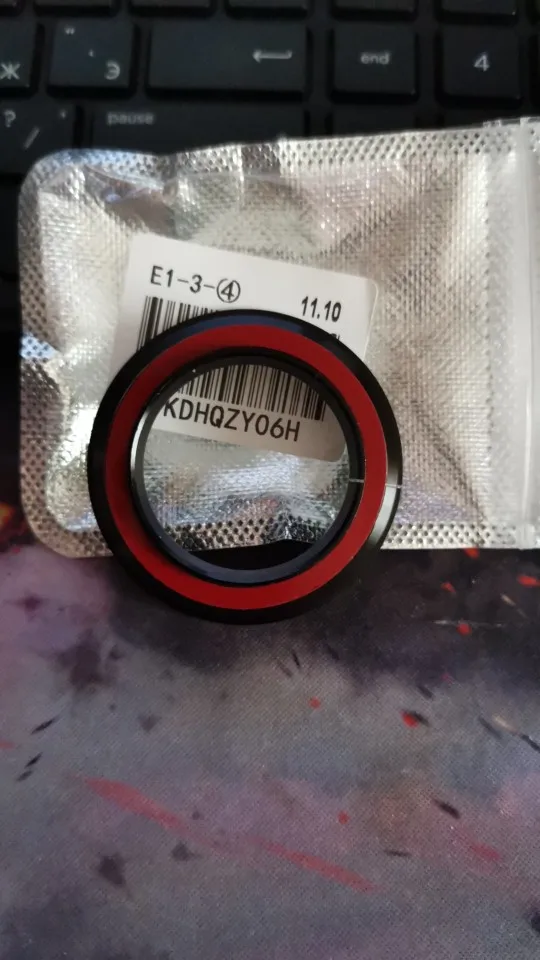 Ж
" Э
'
end
4
? /
pause
E1-3-④
11.10
KDHQZY06H